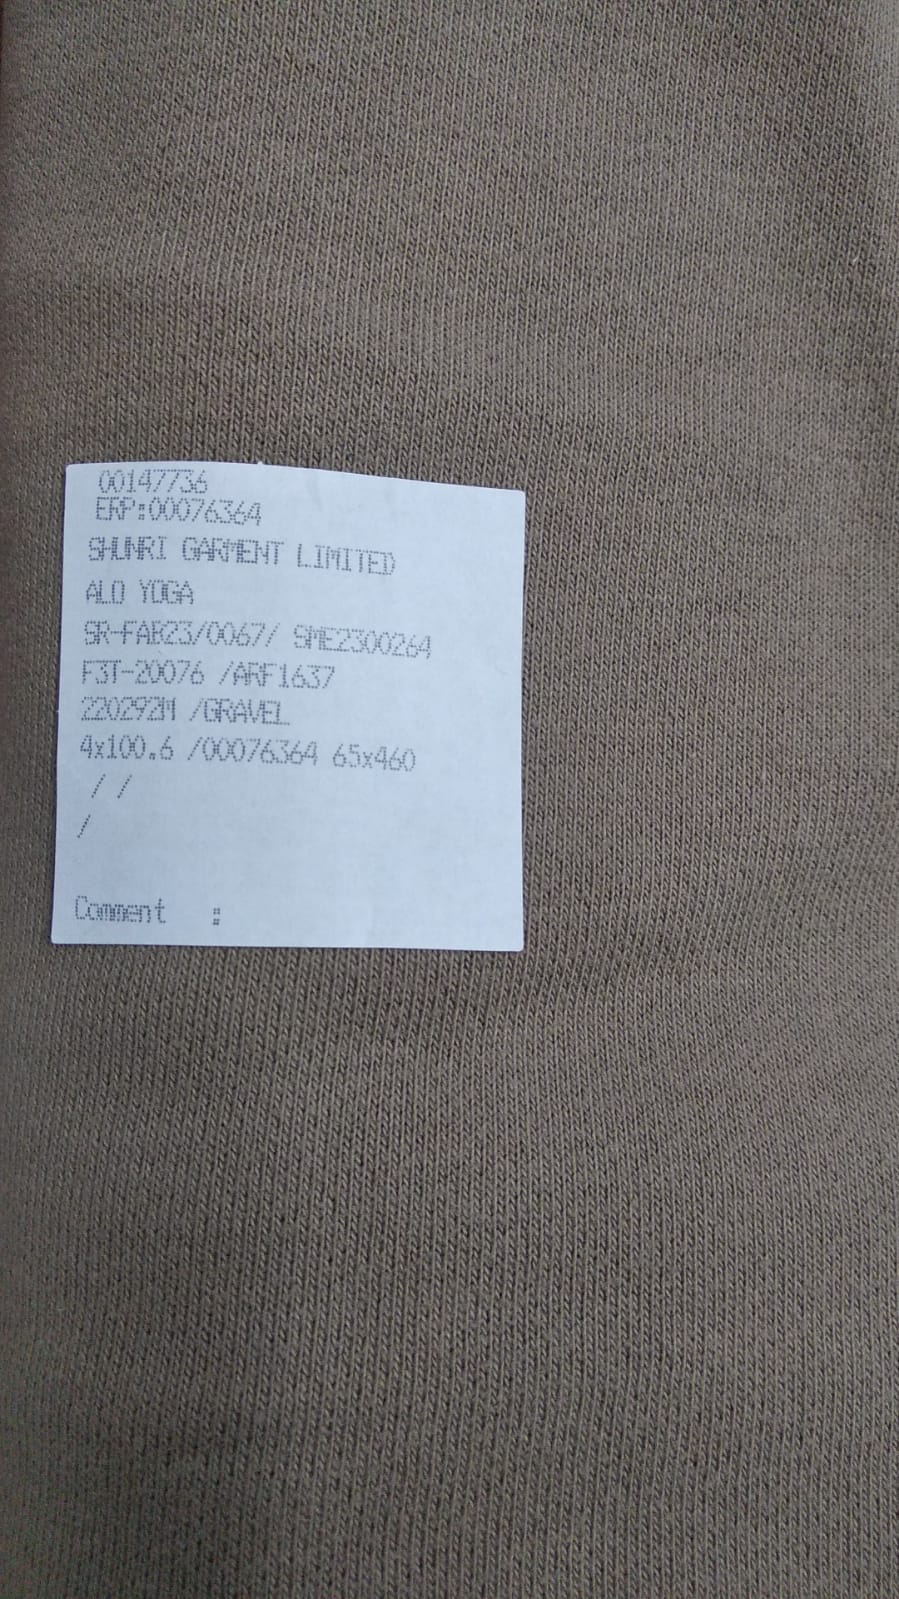 00147736
ERP:00076364
SHUNRI GARMENT LIMITED
ALO YOGA
SR-FAB23/0067/ SME2300264
F3T-20076 /ARF1637
220292M /GRAVEL
4x100.6 /00076364 65x460
/ /
/
Comment :